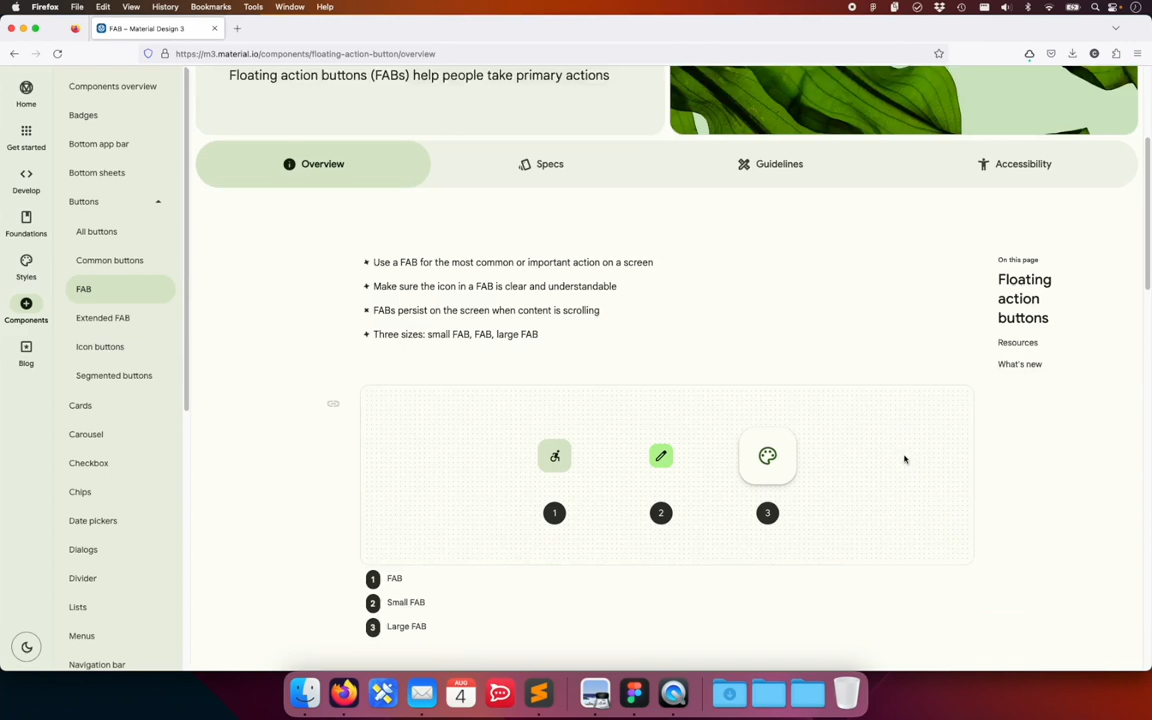 Firefox File Edit View History Bookmarks Tools Window Help
FAB – Material Design 3
https://m3.material.io/components/floating-action-button/overview
Home
Get started
Develop
Foundations
Styles
Components
Blog
Components overview
Badges
Bottom app bar
Bottom sheets
Buttons
All buttons
Common buttons
FAB
Extended FAB
Icon buttons
Segmented buttons
Cards
Carousel
Checkbox
Chips
Date pickers
Dialogs
Divider
Lists
Menus
Navigation bar
Floating action buttons (FABs) help people take primary actions
Overview Specs Guidelines Accessibility
Use a FAB for the most common or important action on a screen
Make sure the icon in a FAB is clear and understandable
FABs persist on the screen when content is scrolling
Three sizes: small FAB, FAB, large FAB
On this page
Floating
action
buttons
Resources
What's new
1 2 3
1 FAB
2 Small FAB
3 Large FAB
AUG
4